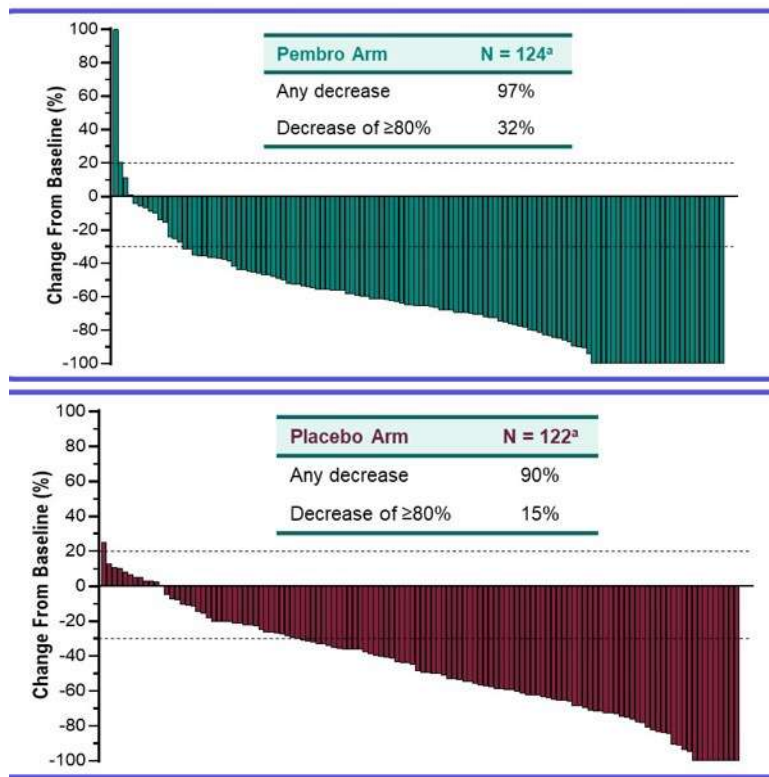 Change From Baseline (%)
100
80
60
40
20
0
-20
-40
-60
-80
-100
Pembro Arm N = 124ª
Any decrease 97%
Decrease of ≥80% 32%
Change From Baseline (%)
100
80
60
40
20
0
-20
-40
-60
-80
-100
Placebo Arm N = 122ª
Any decrease 90%
Decrease of ≥80% 15%